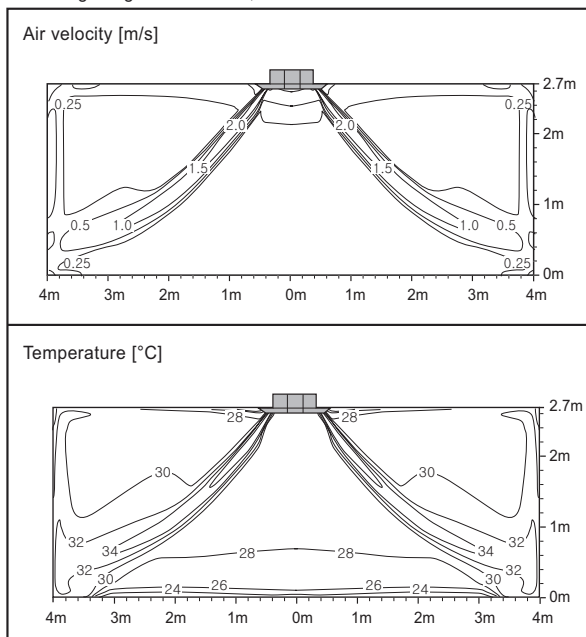 Air velocity [m/s]
2.7m
0.25 0.25
2.0 2.0
2m
1.5 1.5
1m
0.5 1.0 1.0 0.5
0.25 0.25
0m
4m 3m 2m 1m 0m 1m 2m 3m 4m
Temperature [°C]
2.7m
28 28
2m
30 30
1m
32 34 34 32
28 28
32 30 30 32
24 26 26 24
0m
4m 3m 2m 1m 0m 1m 2m 3m 4m